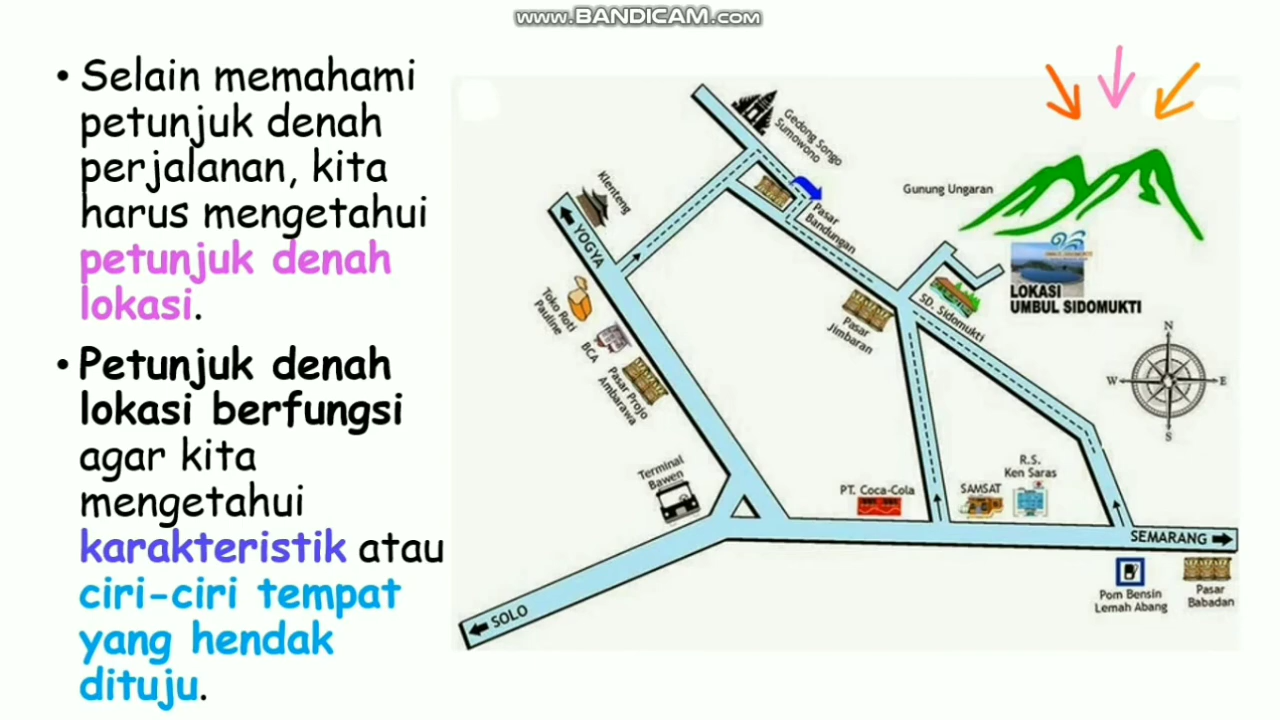 www.BANDICAM.com
• Selain memahami
petunjuk denah
perjalanan, kita
harus mengetahui
petunjuk denah
lokasi.
• Petunjuk denah
lokasi berfungsi
agar kita
mengetahui
karakteristik atau
ciri-ciri tempat
yang hendak
dituju.
Gedong Songo
Sumowono
Klenteng
YOGYA
Pasar
Bandungan
Gunung Ungaran
LOKASI
UMBUL SIDOMUKTI
SD. Sidomukti
Pasar
Jimbaran
Toko Roti
Pauline
BCA
Pasar Projo
Ambarawa
N
W
E
S
Terminal
Bawen
PT. Coca-Cola
SAMSAT
R.S.
Ken Saras
SEMARANG
Pom Bensin
Lemah Abang
Pasar
Babadan
SOLO